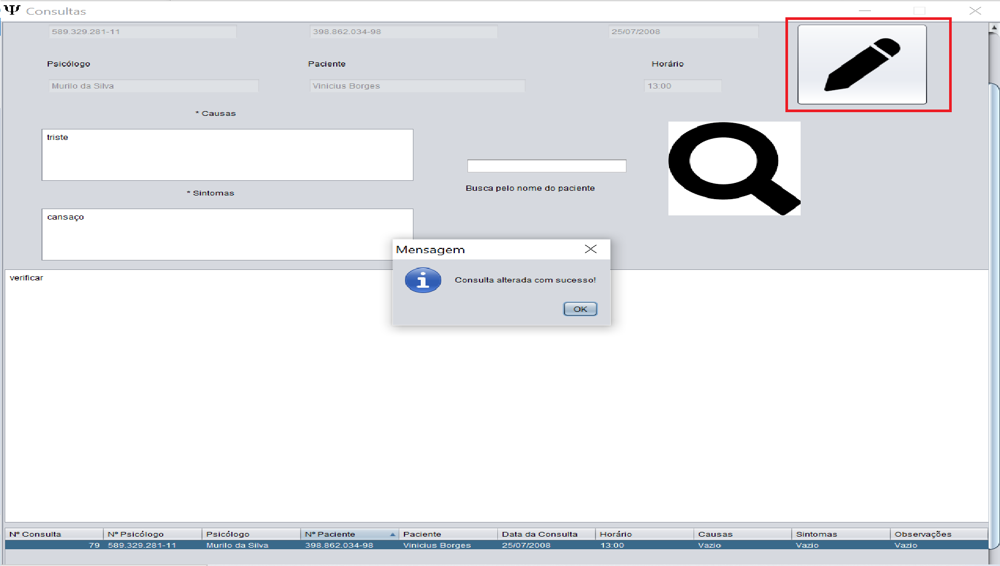 Ψ Consultas
589.329.281-11 398.862.034-98 25/07/2008
Psicólogo Paciente Horário
Murilo da Silva Vinicius Borges 13:00
* Causas
triste
Busca pelo nome do paciente
* Sintomas
cansaço
Mensagem
Consulta alterada com sucesso!
OK
verificar
Nº Consulta Nº Psicólogo Psicólogo Nº Paciente Paciente Data da Consulta Horário Causas Sintomas Observações
79 589.329.281-11 Murilo da Silva 398.862.034-98 Vinicius Borges 25/07/2008 13:00 Vazio Vazio Vazio